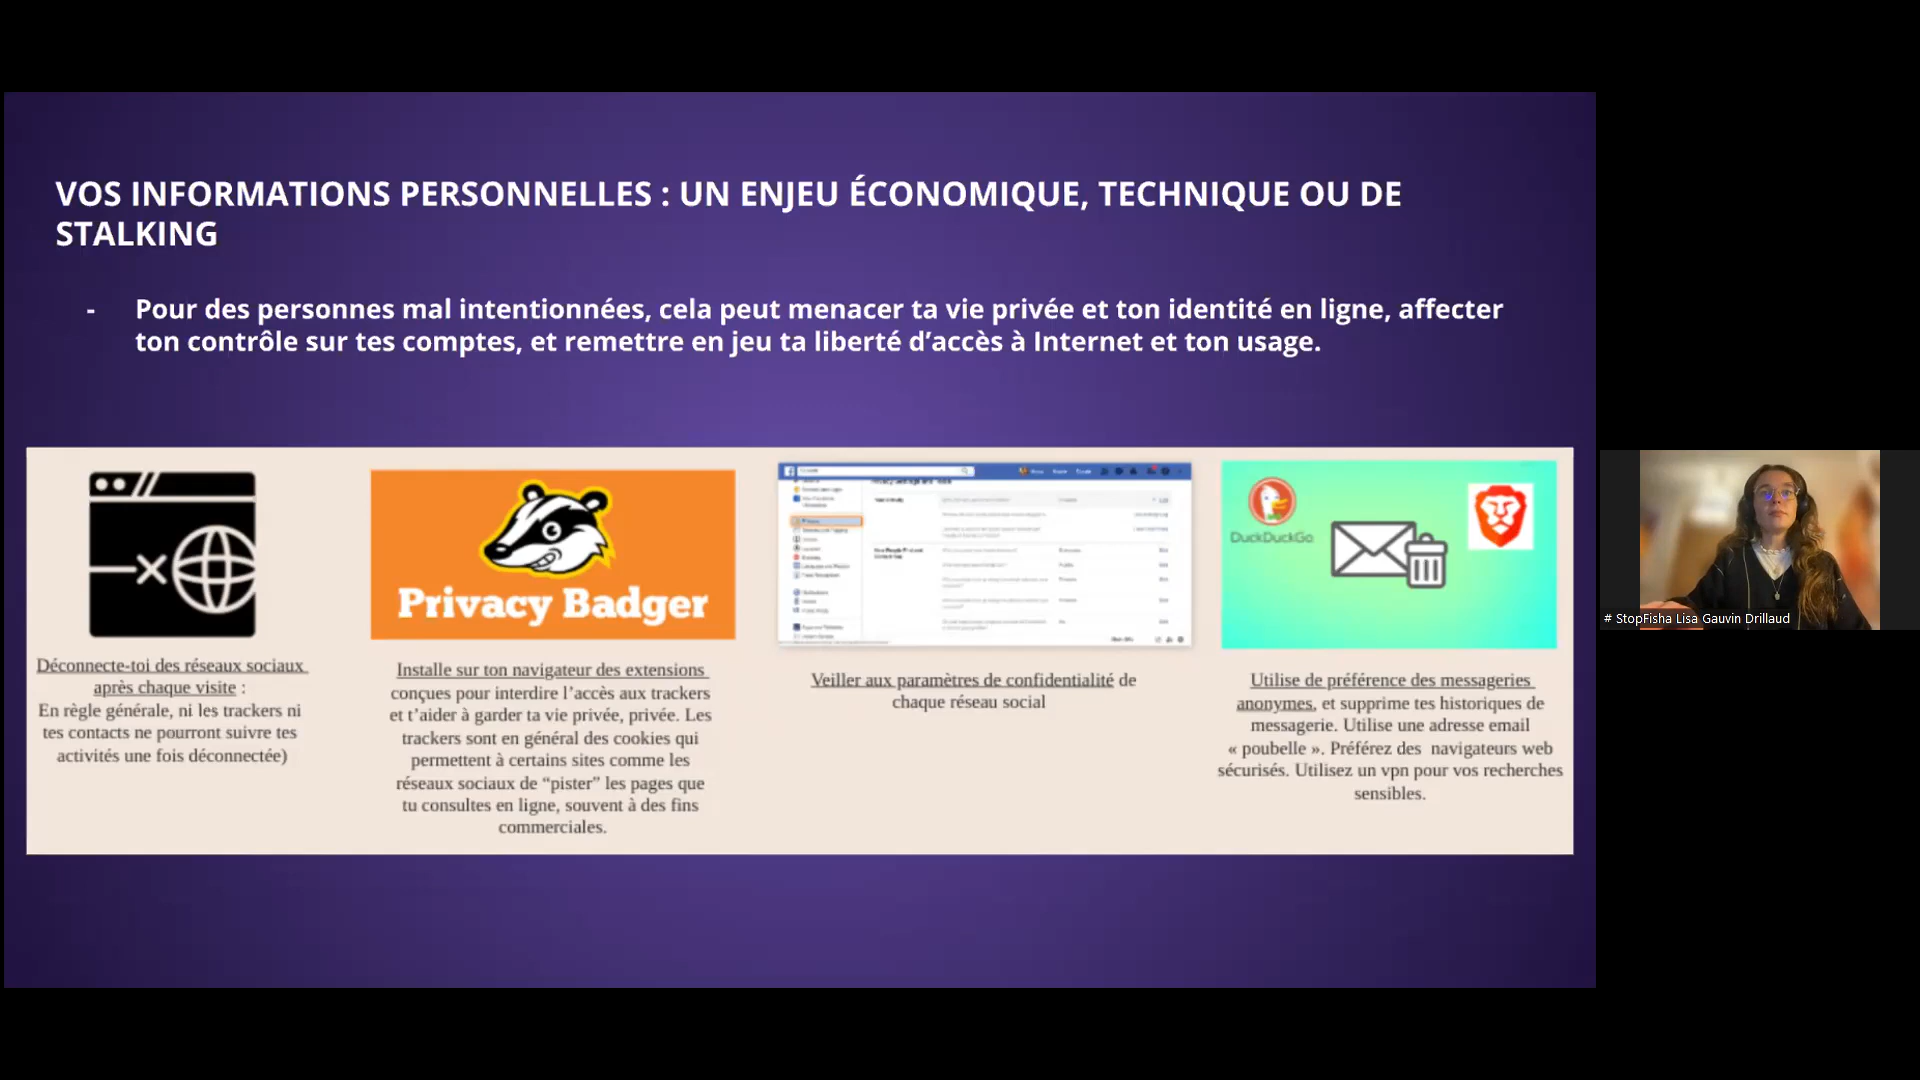 VOS INFORMATIONS PERSONNELLES : UN ENJEU ÉCONOMIQUE, TECHNIQUE OU DE
STALKING
- Pour des personnes mal intentionnées, cela peut menacer ta vie privée et ton identité en ligne, affecter
ton contrôle sur tes comptes, et remettre en jeu ta liberté d’accès à Internet et ton usage.
Déconnecte-toi des réseaux sociaux
après chaque visite :
En règle générale, ni les trackers ni
tes contacts ne pourront suivre tes
activités une fois déconnectée)
Privacy Badger
Installe sur ton navigateur des extensions
conçues pour interdire l’accès aux trackers
et t’aider à garder ta vie privée, privée. Les
trackers sont en général des cookies qui
permettent à certains sites comme les
réseaux sociaux de “pister” les pages que
tu consultes en ligne, souvent à des fins
commerciales.
Veiller aux paramètres de confidentialité de
chaque réseau social
DuckDuckGo
Utilise de préférence des messageries
anonymes, et supprime tes historiques de
messagerie. Utilise une adresse email
« poubelle ». Préférez des navigateurs web
sécurisés. Utilisez un vpn pour vos recherches
sensibles.
# StopFisha Lisa Gauvin Drillaud